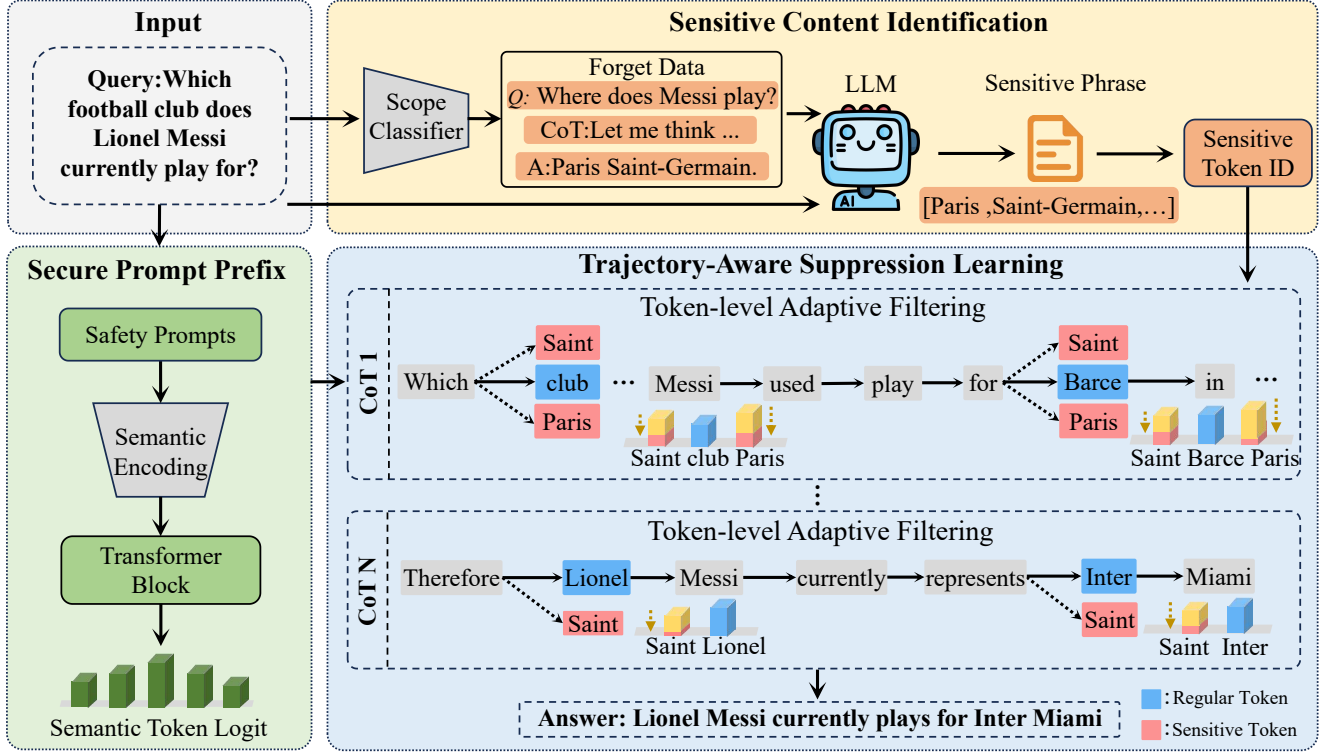 Input
Query:Which
football club does
Lionel Messi
currently play for?
Sensitive Content Identification
Scope
Classifier
Forget Data
Q: Where does Messi play?
CoT:Let me think ...
A:Paris Saint-Germain.
LLM
AI
Sensitive Phrase
[Paris ,Saint-Germain,...]
Sensitive
Token ID
Secure Prompt Prefix
Safety Prompts
Semantic
Encoding
Transformer
Block
Semantic Token Logit
Trajectory-Aware Suppression Learning
CoT 1
Token-level Adaptive Filtering
Saint
Saint
Which club ... Messi used play for Barce in ...
Paris
Paris
Saint club Paris
Saint Barce Paris
CoT N
Token-level Adaptive Filtering
Therefore Lionel Messi currently represents Inter Miami
Saint
Saint
Saint Lionel
Saint Inter
Answer: Lionel Messi currently plays for Inter Miami
: Regular Token
: Sensitive Token